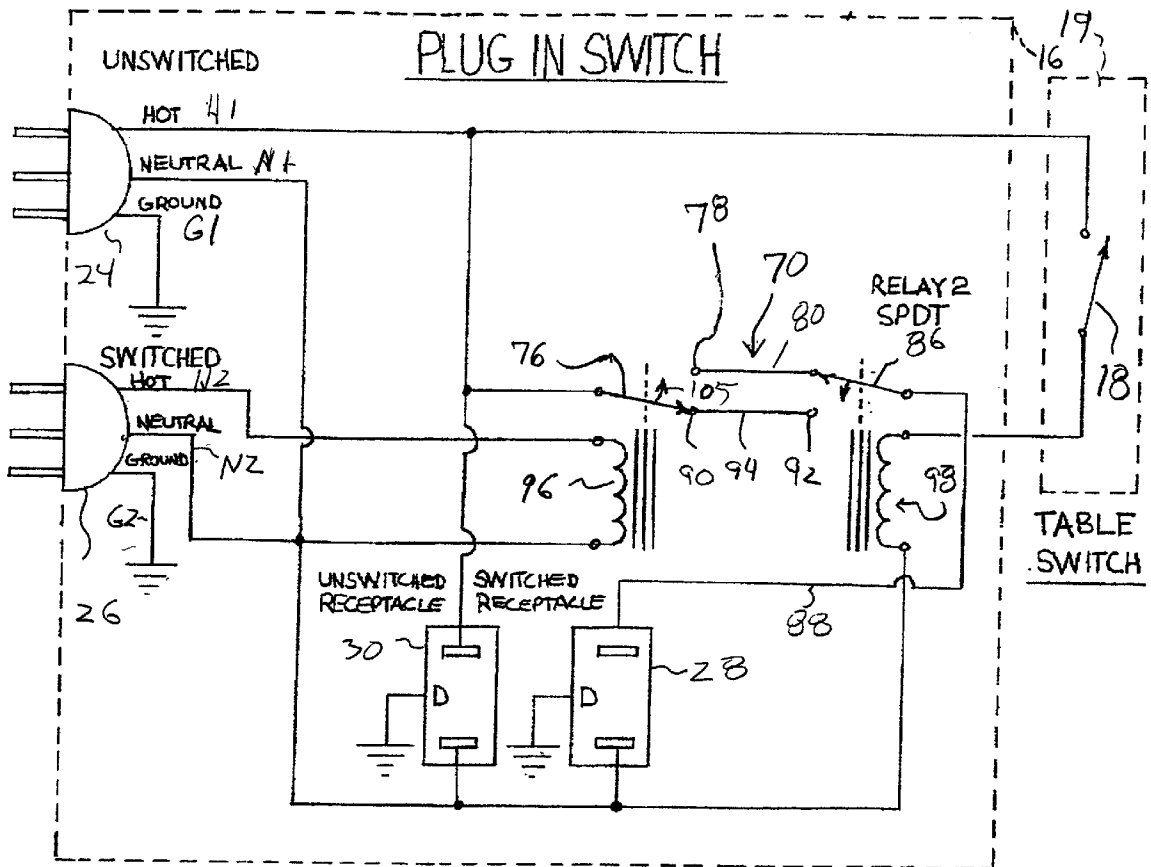 PLUG IN SWITCH
UNSWITCHED
HOT H1
NEUTRAL N1
GROUND
G1
24
SWITCHED
HOT N2
NEUTRAL
GROUND
N2
G2
26
16
19
78
70
80
RELAY 2
SPDT
86
76
105
90
94
92
96
98
18
TABLE
SWITCH
UNSWITCHED
RECEPTACLE
SWITCHED
RECEPTACLE
88
30
D
D
28